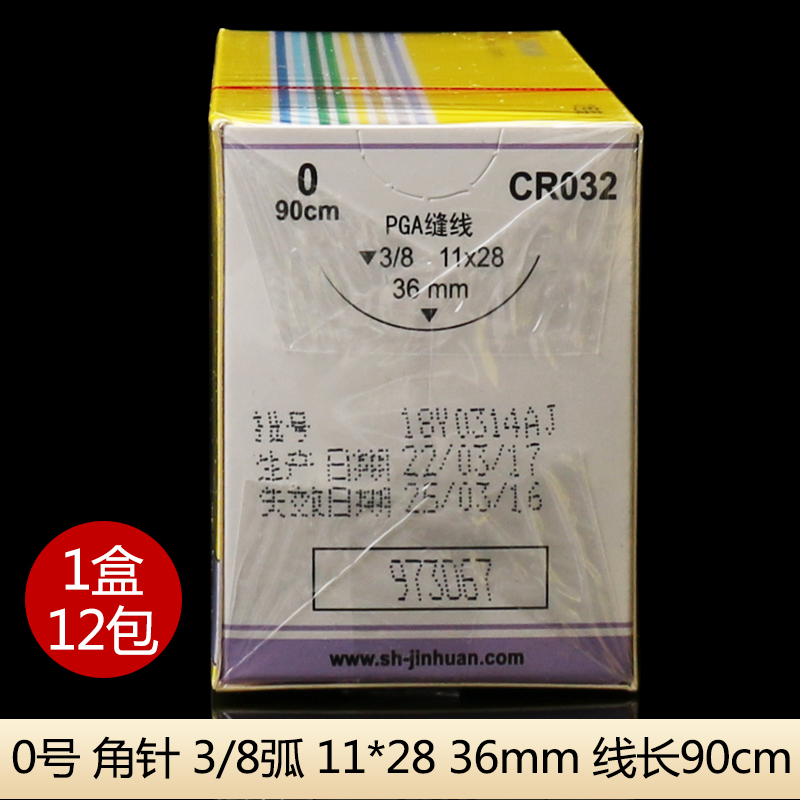 0
90cm
CR032
PGA缝线
▼3/8 11x28
36 mm
▼
批号 18Y0314AJ
生产日期 22/03/17
失效日期 25/03/16
973067
www.sh-jinhuan.com
1盒
12包
0号 角针 3/8弧 11*28 36mm 线长90cm